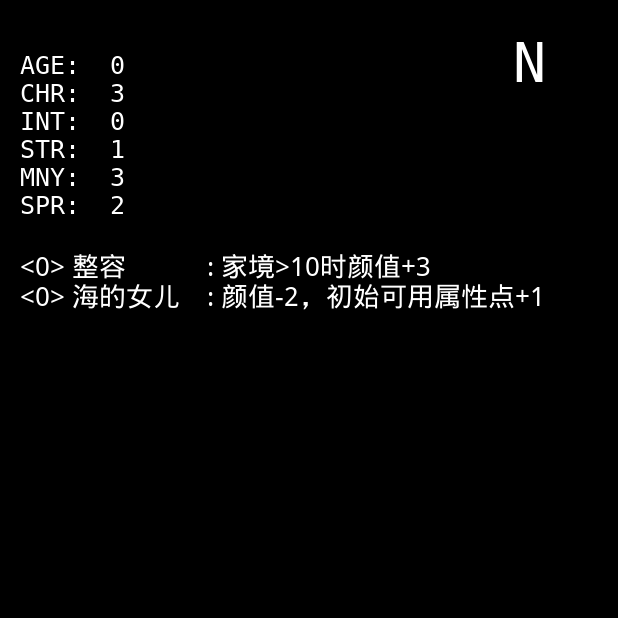 N
AGE: 0
CHR: 3
INT: 0
STR: 1
MNY: 3
SPR: 2
<0> 整容 : 家境>10时颜值+3
<0> 海的女儿 : 颜值-2，初始可用属性点+1